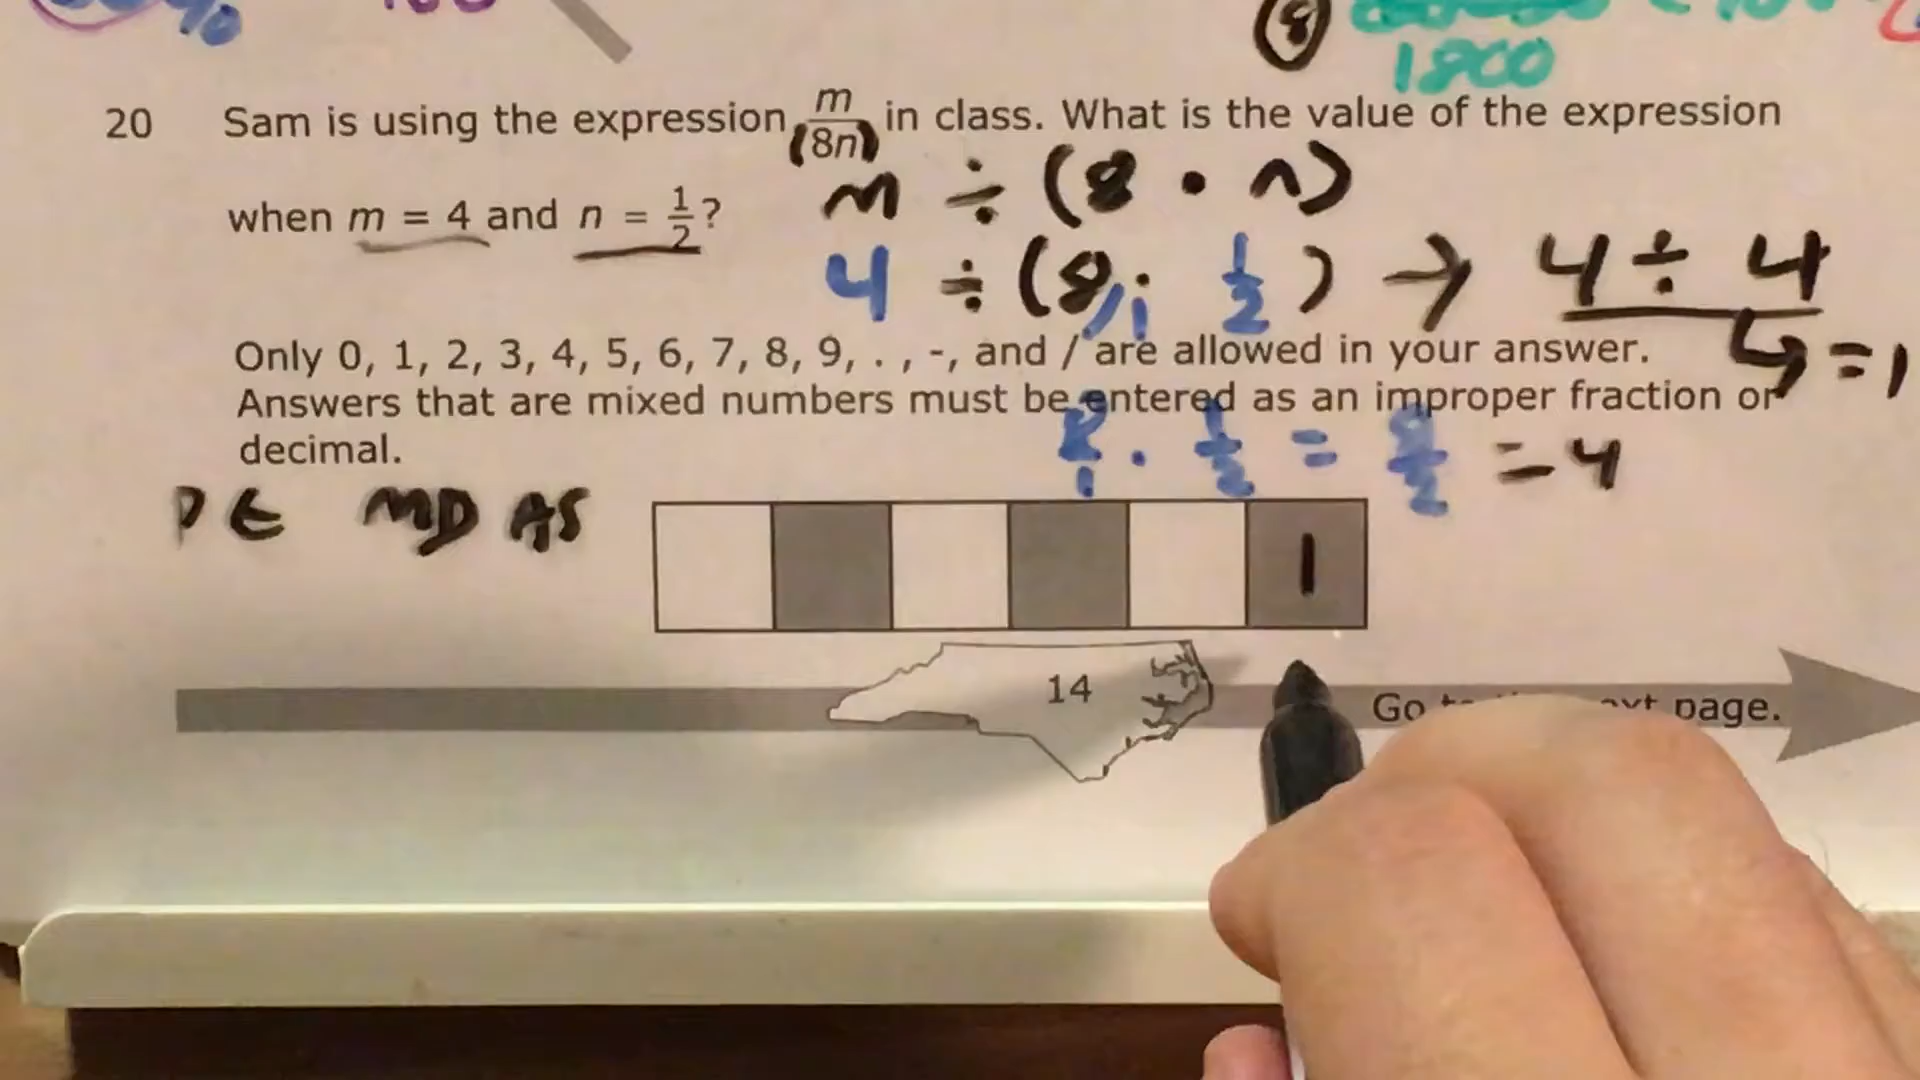 1800
20 Sam is using the expression m/(8n) in class. What is the value of the expression
m ÷ (8 · n)
when m = 4 and n = 1/2?
4 ÷ (8/1 · 1/2) → 4 ÷ 4
= 1
Only 0, 1, 2, 3, 4, 5, 6, 7, 8, 9, . , -, and / are allowed in your answer.
Answers that are mixed numbers must be entered as an improper fraction or
decimal.
8/1 · 1/2 = 8/2 = 4
PE MD AS
1
14
Go page.